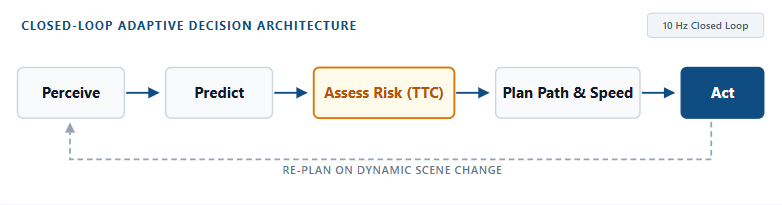 CLOSED-LOOP ADAPTIVE DECISION ARCHITECTURE
10 Hz Closed Loop
Perceive
Predict
Assess Risk (TTC)
Plan Path & Speed
Act
RE-PLAN ON DYNAMIC SCENE CHANGE